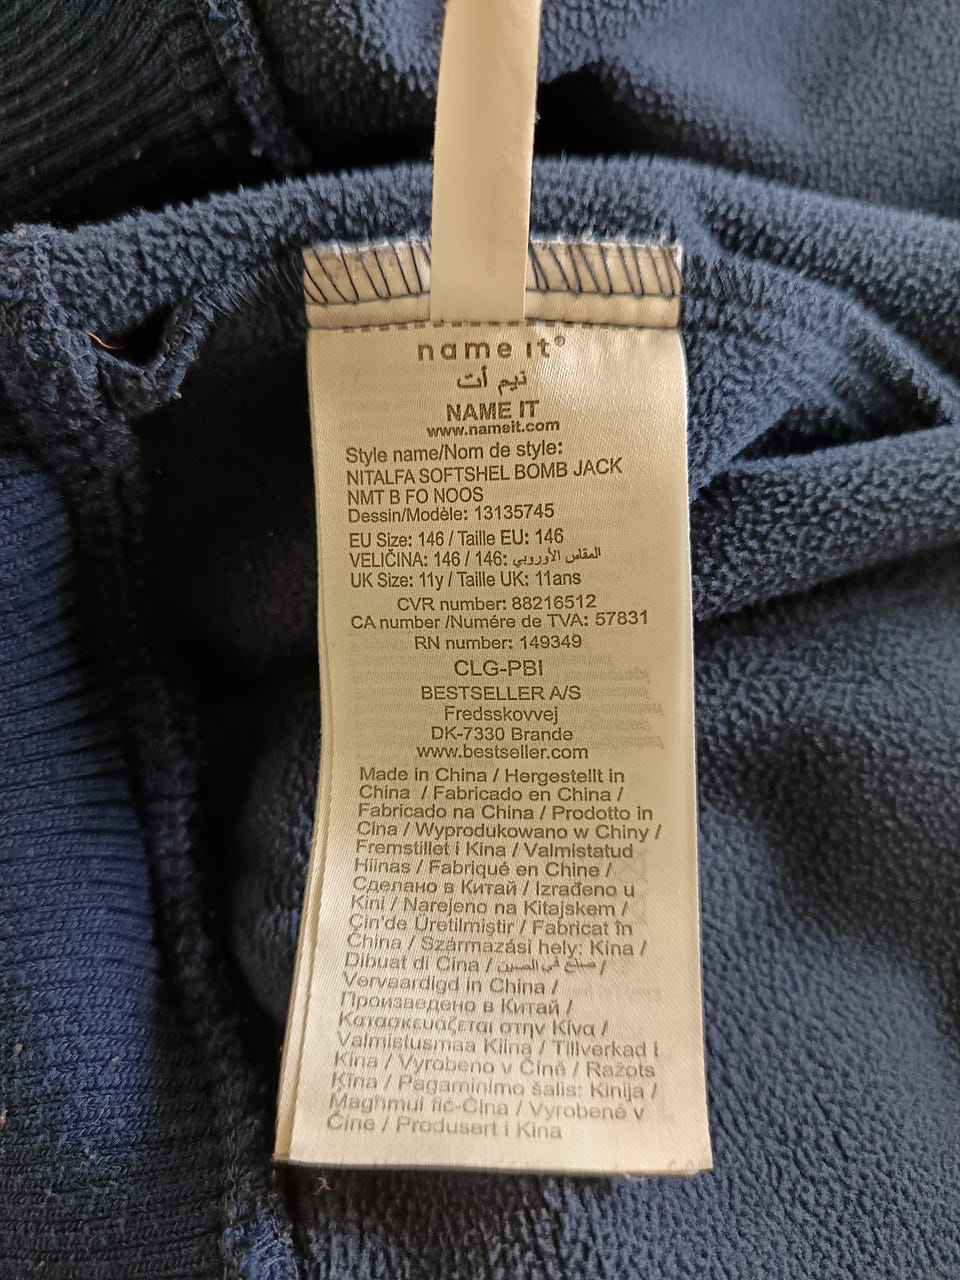 name it®
نيم أت
NAME IT
www.nameit.com
Style name/Nom de style:
NITALFA SOFTSHEL BOMB JACK
NMT B FO NOOS
Dessin/Modèle: 13135745
EU Size: 146 / Taille EU: 146
VELIČINA: 146 / 146: المقاس الأوروبي
UK Size: 11y / Taille UK: 11ans
CVR number: 88216512
CA number /Numére de TVA: 57831
RN number: 149349
CLG-PBI
BESTSELLER A/S
Fredsskovvej
DK-7330 Brande
www.bestseller.com
Made in China / Hergestellt in
China / Fabricado en China /
Fabricado na China / Prodotto in
Cina / Wyprodukowano w Chiny /
Fremstillet i Kina / Valmistatud
Hiinas / Fabriqué en Chine /
Сделано в Китай / Izrađeno u
Kini / Narejeno na Kitajskem /
Çin'de Üretilmiştir / Fabricat în
China / Származási hely: Kína /
Dibuat di Cina / صنع في الصين /
Vervaardigd in China /
Произведено в Китай /
Κατασκευάζεται στην Κίνα /
Valmistusmaa Kiina / Tillverkad i
Kina / Vyrobeno v Číně / Ražots
Ķīna / Pagaminimo šalis: Kinija /
Magħmul fiċ-Ċina / Vyrobené v
Číne / Produsert i Kina